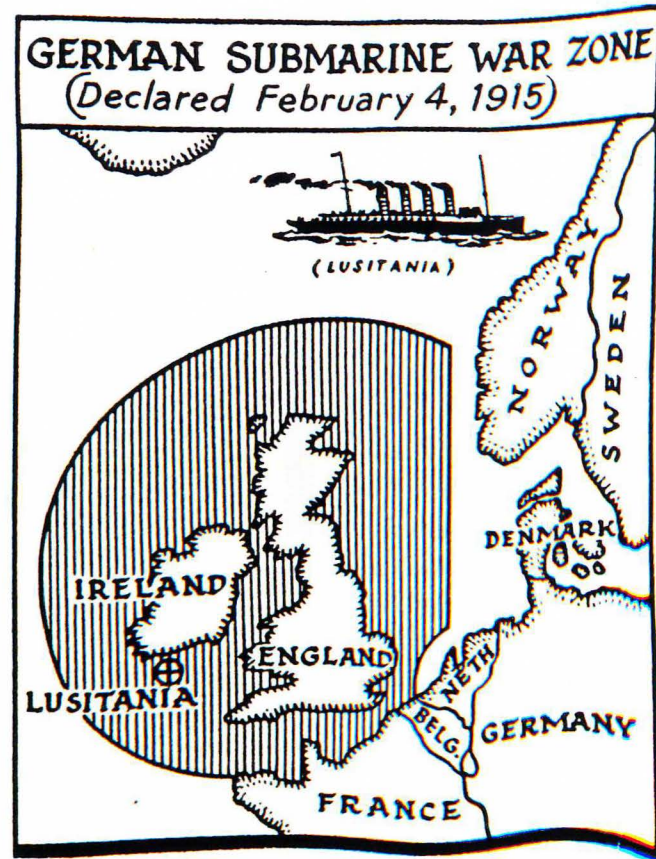 GERMAN SUBMARINE WAR ZONE
(Declared February 4, 1915)
(LUSITANIA)
NORWAY
SWEDEN
DENMARK
IRELAND
ENGLAND
NETH
LUSITANIA
BELG.
GERMANY
FRANCE